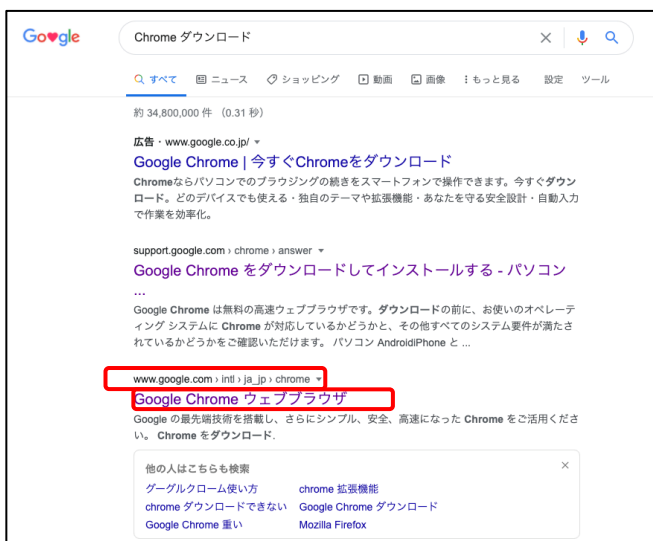 Go♥gle
Chrome ダウンロード
すべて ニュース ショッピング 動画 画像 もっと見る 設定 ツール
約 34,800,000 件 （0.31 秒）
広告・www.google.co.jp/
Google Chrome | 今すぐChromeをダウンロード
Chromeならパソコンでのブラウジングの続きをスマートフォンで操作できます。今すぐダウン
ロード。どのデバイスでも使える・独自のテーマや拡張機能・あなたを守る安全設計・自動入力
で作業を効率化。
support.google.com › chrome › answer
Google Chrome をダウンロードしてインストールする - パソコン
...
Google Chrome は無料の高速ウェブブラウザです。ダウンロードの前に、お使いのオペレーテ
ィング システムに Chrome が対応しているかどうかと、その他すべてのシステム要件が満たさ
れているかどうかをご確認いただけます。 パソコン AndroidiPhone と ...
www.google.com › intl › ja_jp › chrome
Google Chrome ウェブブラウザ
Google の最先端技術を搭載し、さらにシンプル、安全、高速になった Chrome をご活用くださ
い。 Chrome をダウンロード.
他の人はこちらも検索
グーグルクローム使い方 chrome 拡張機能
chrome ダウンロードできない Google Chrome ダウンロード
Google Chrome 重い Mozilla Firefox